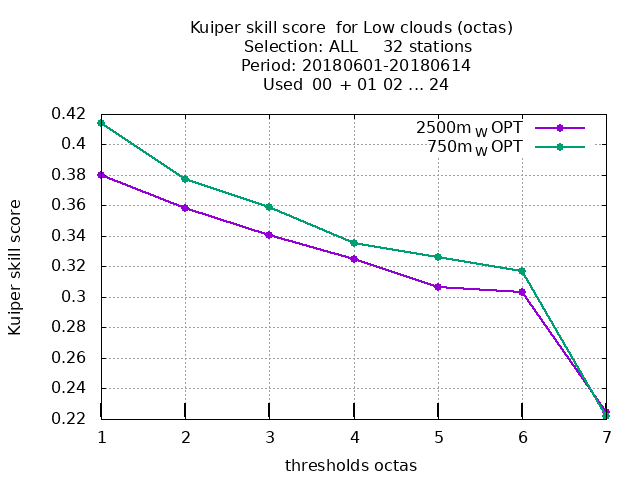 Kuiper skill score  for Low clouds (octas)
Selection: ALL     32 stations
Period: 20180601-20180614
Used  00  + 01 02 ... 24
2500m W OPT
750m W OPT
0.42
0.4
0.38
0.36
0.34
0.32
0.3
0.28
0.26
0.24
0.22
Kuiper skill score
1 2 3 4 5 6 7
thresholds octas